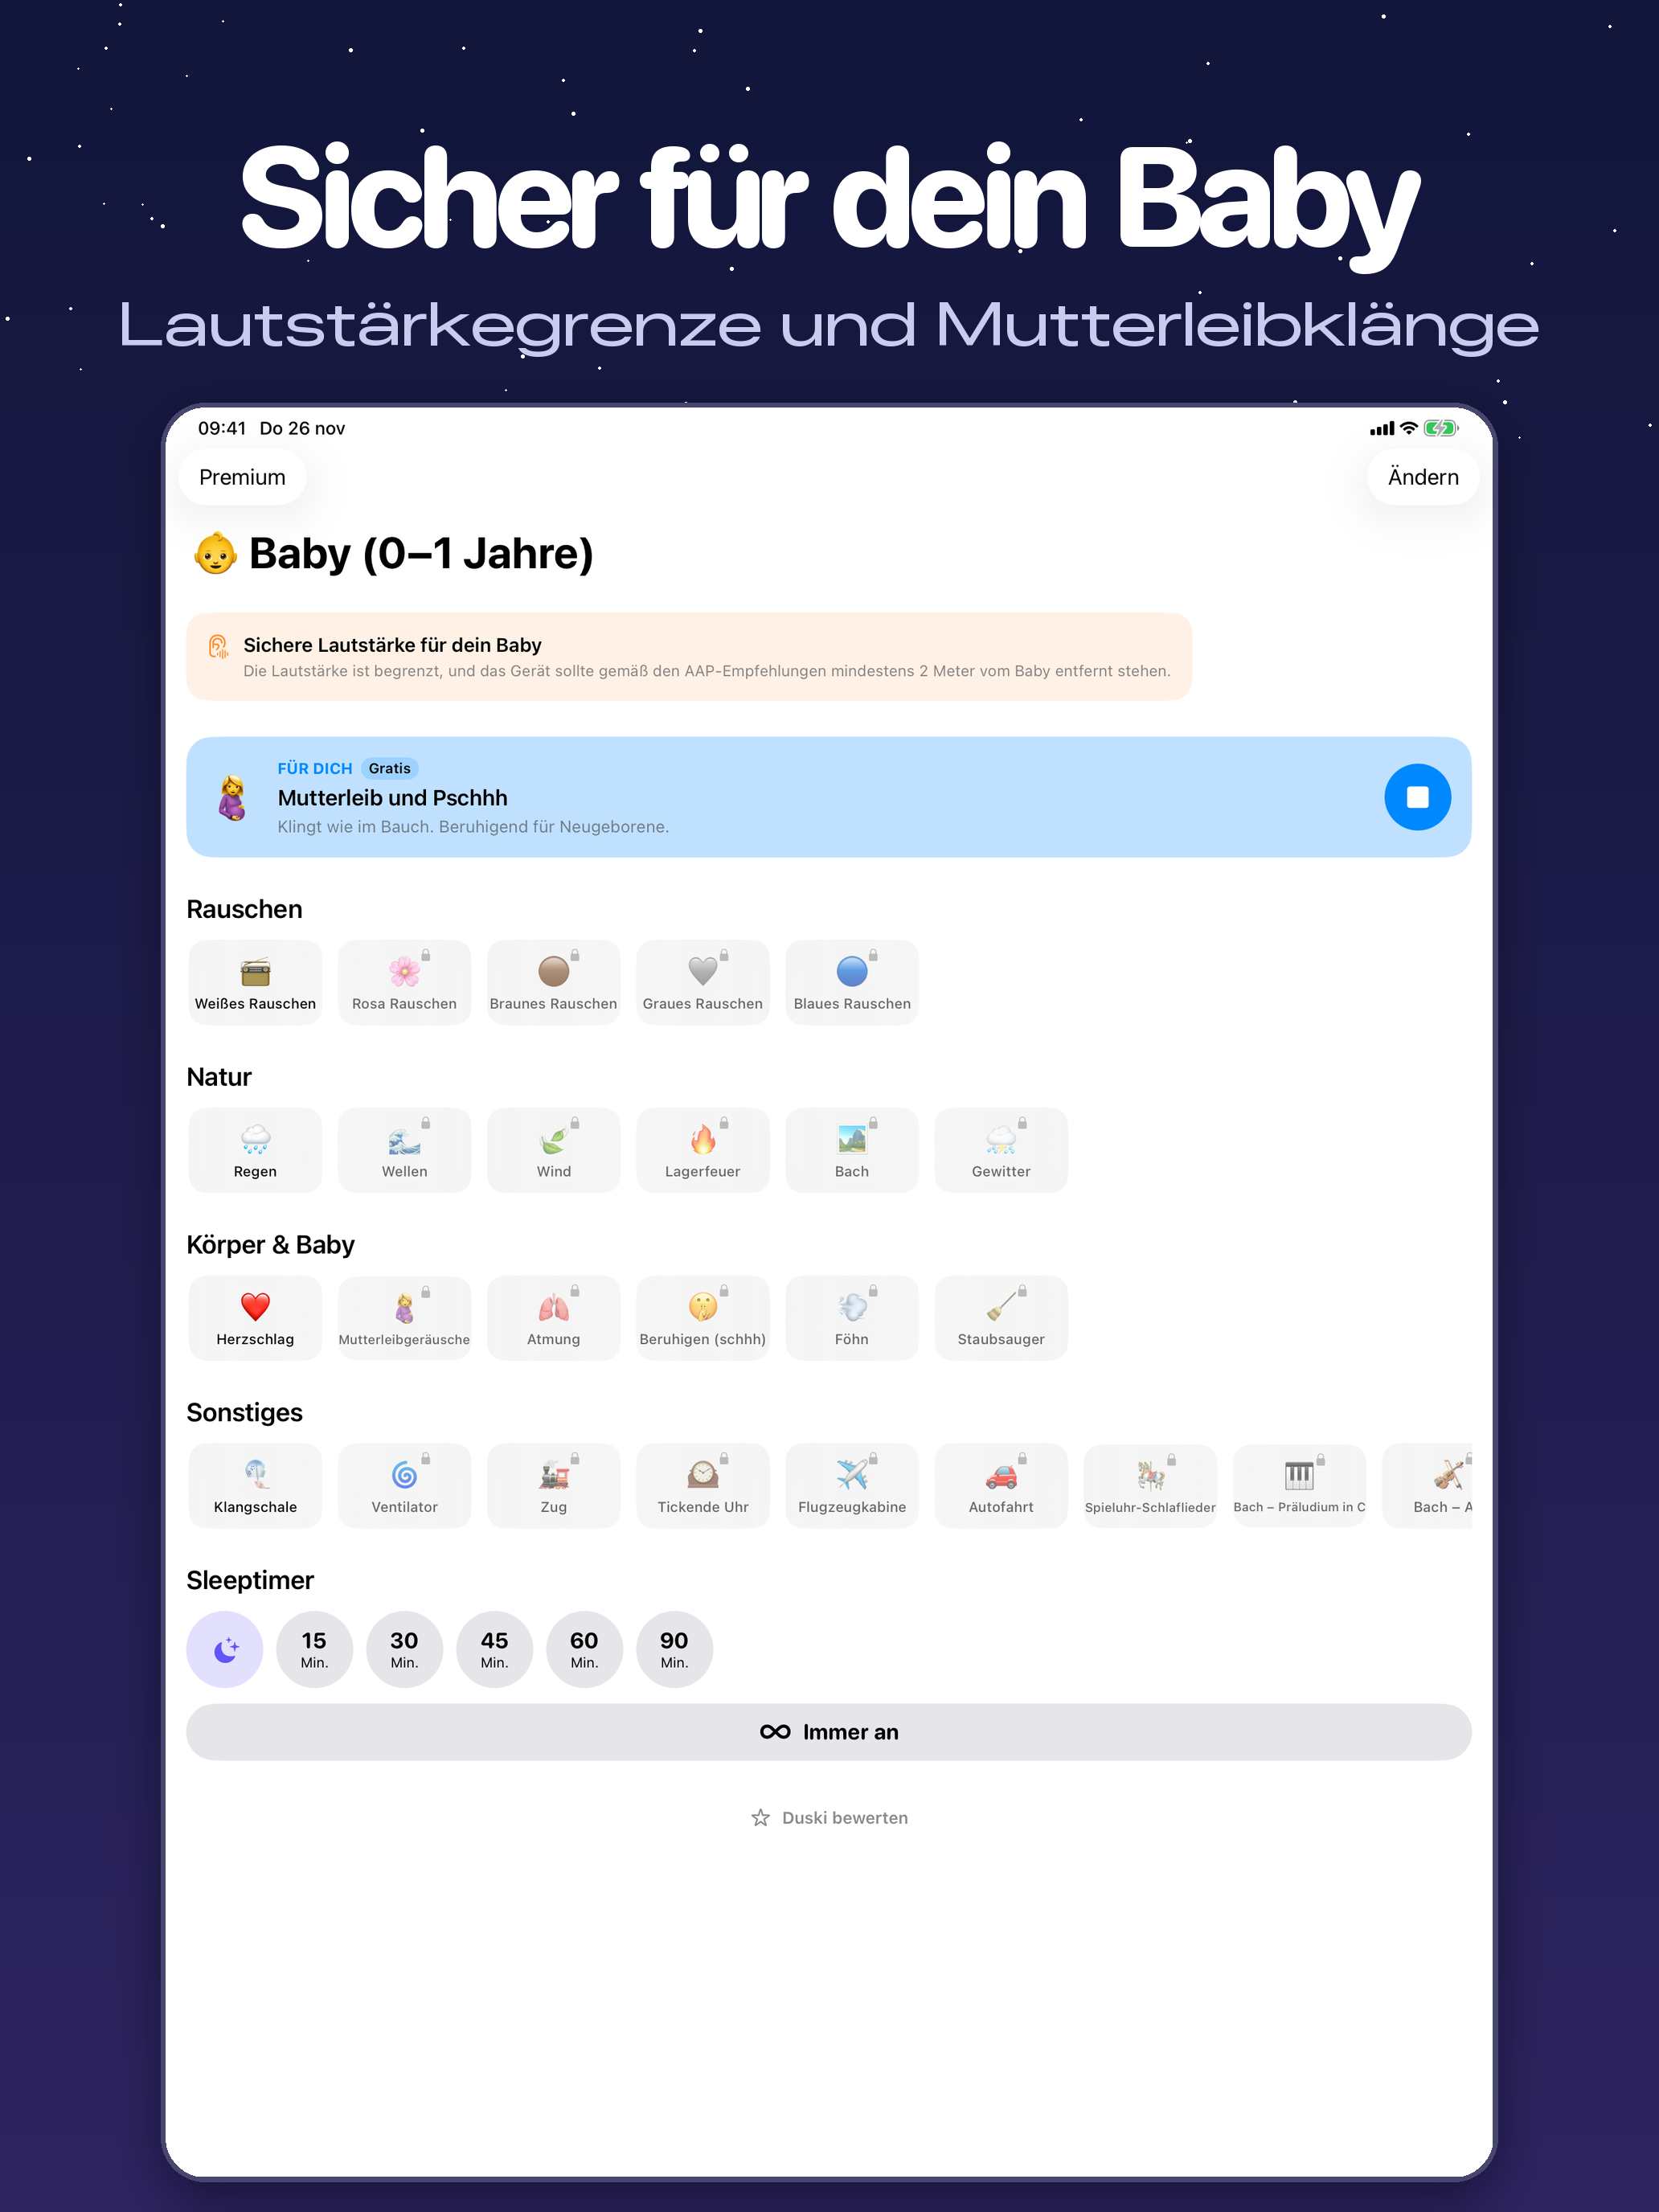 Sicher für dein Baby
Lautstärkegrenze und Mutterleibklänge
09:41 Do 26 nov
Premium
Ändern
Baby (0–1 Jahre)
Sichere Lautstärke für dein Baby
Die Lautstärke ist begrenzt, und das Gerät sollte gemäß den AAP-Empfehlungen mindestens 2 Meter vom Baby entfernt stehen.
FÜR DICH Gratis
Mutterleib und Pschhh
Klingt wie im Bauch. Beruhigend für Neugeborene.
Rauschen
Weißes Rauschen Rosa Rauschen Braunes Rauschen Graues Rauschen Blaues Rauschen
Natur
Regen Wellen Wind Lagerfeuer Bach Gewitter
Körper & Baby
Herzschlag Mutterleibgeräusche Atmung Beruhigen (schhh) Föhn Staubsauger
Sonstiges
Klangschale Ventilator Zug Tickende Uhr Flugzeugkabine Autofahrt Spieluhr-Schlaflieder Bach – Präludium in C Bach – A
Sleeptimer
15 30 45 60 90
Min. Min. Min. Min. Min.
Immer an
Duski bewerten